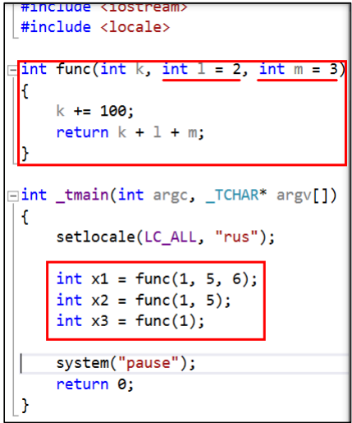 #include <iostream>
#include <locale>
int func(int k, int l = 2, int m = 3)
{
k += 100;
return k + l + m;
}
int _tmain(int argc, _TCHAR* argv[])
{
setlocale(LC_ALL, "rus");
int x1 = func(1, 5, 6);
int x2 = func(1, 5);
int x3 = func(1);
system("pause");
return 0;
}